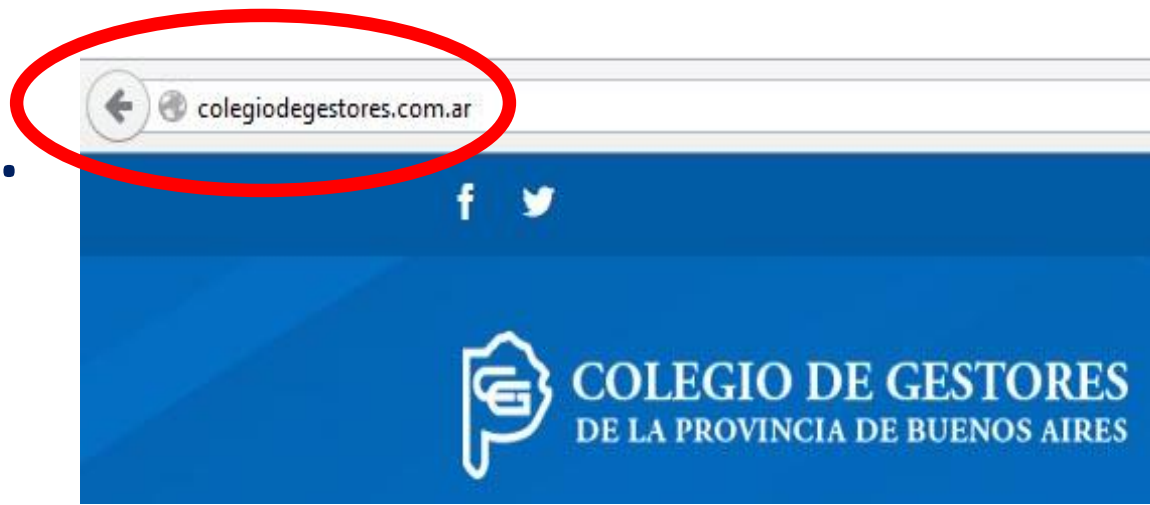 colegiodegestores.com.ar
.
COLEGIO DE GESTORES
DE LA PROVINCIA DE BUENOS AIRES